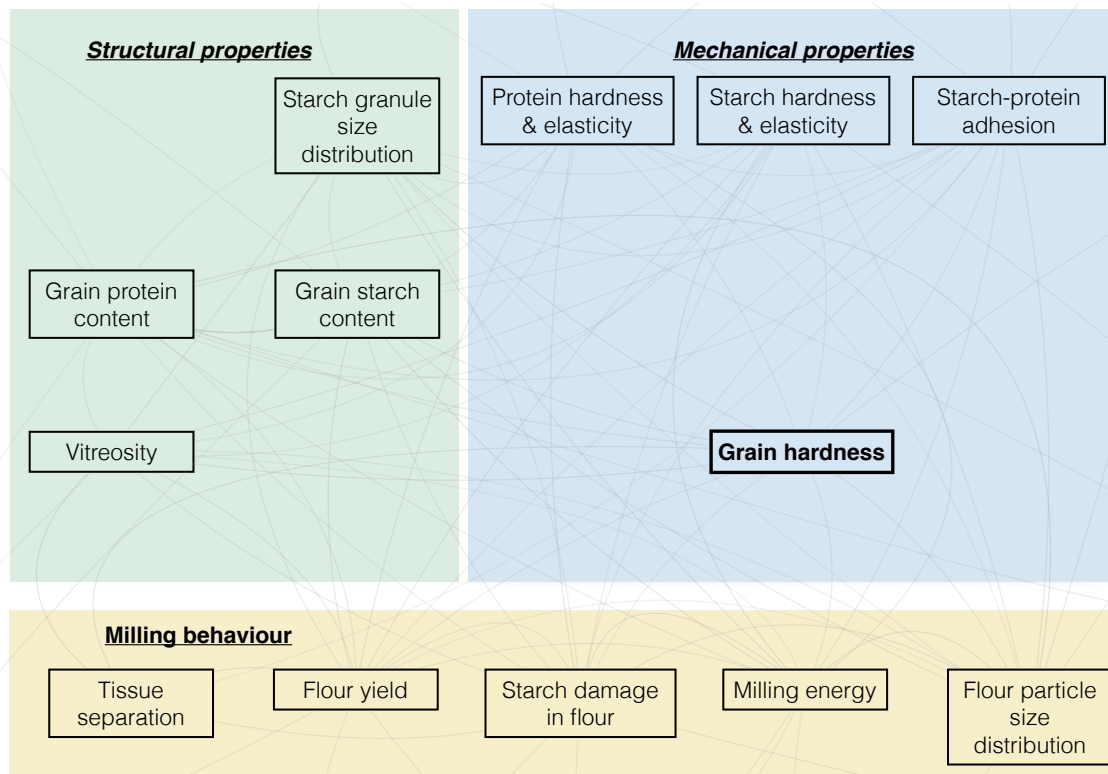 Structural properties
Starch granule
size
distribution
Grain protein
content
Grain starch
content
Vitreosity
Mechanical properties
Protein hardness
& elasticity
Starch hardness
& elasticity
Starch-protein
adhesion
Grain hardness
Milling behaviour
Tissue
separation
Flour yield
Starch damage
in flour
Milling energy
Flour particle
size
distribution